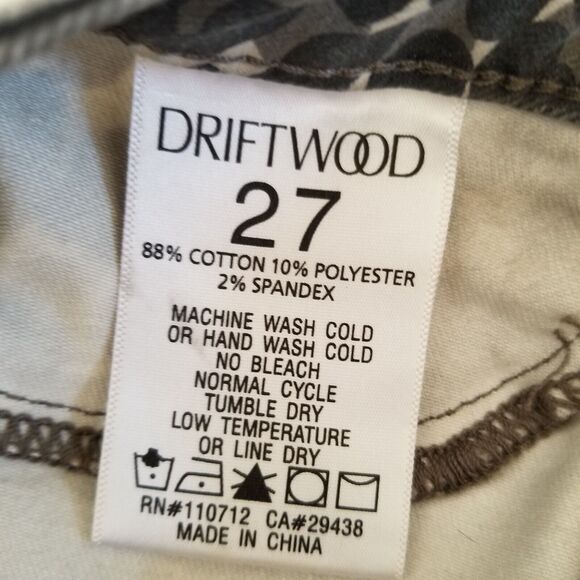 DRIFTWOOD
27
88% COTTON 10% POLYESTER
2% SPANDEX
MACHINE WASH COLD
OR HAND WASH COLD
NO BLEACH
NORMAL CYCLE
TUMBLE DRY
LOW TEMPERATURE
OR LINE DRY
RN#110712 CA#29438
MADE IN CHINA